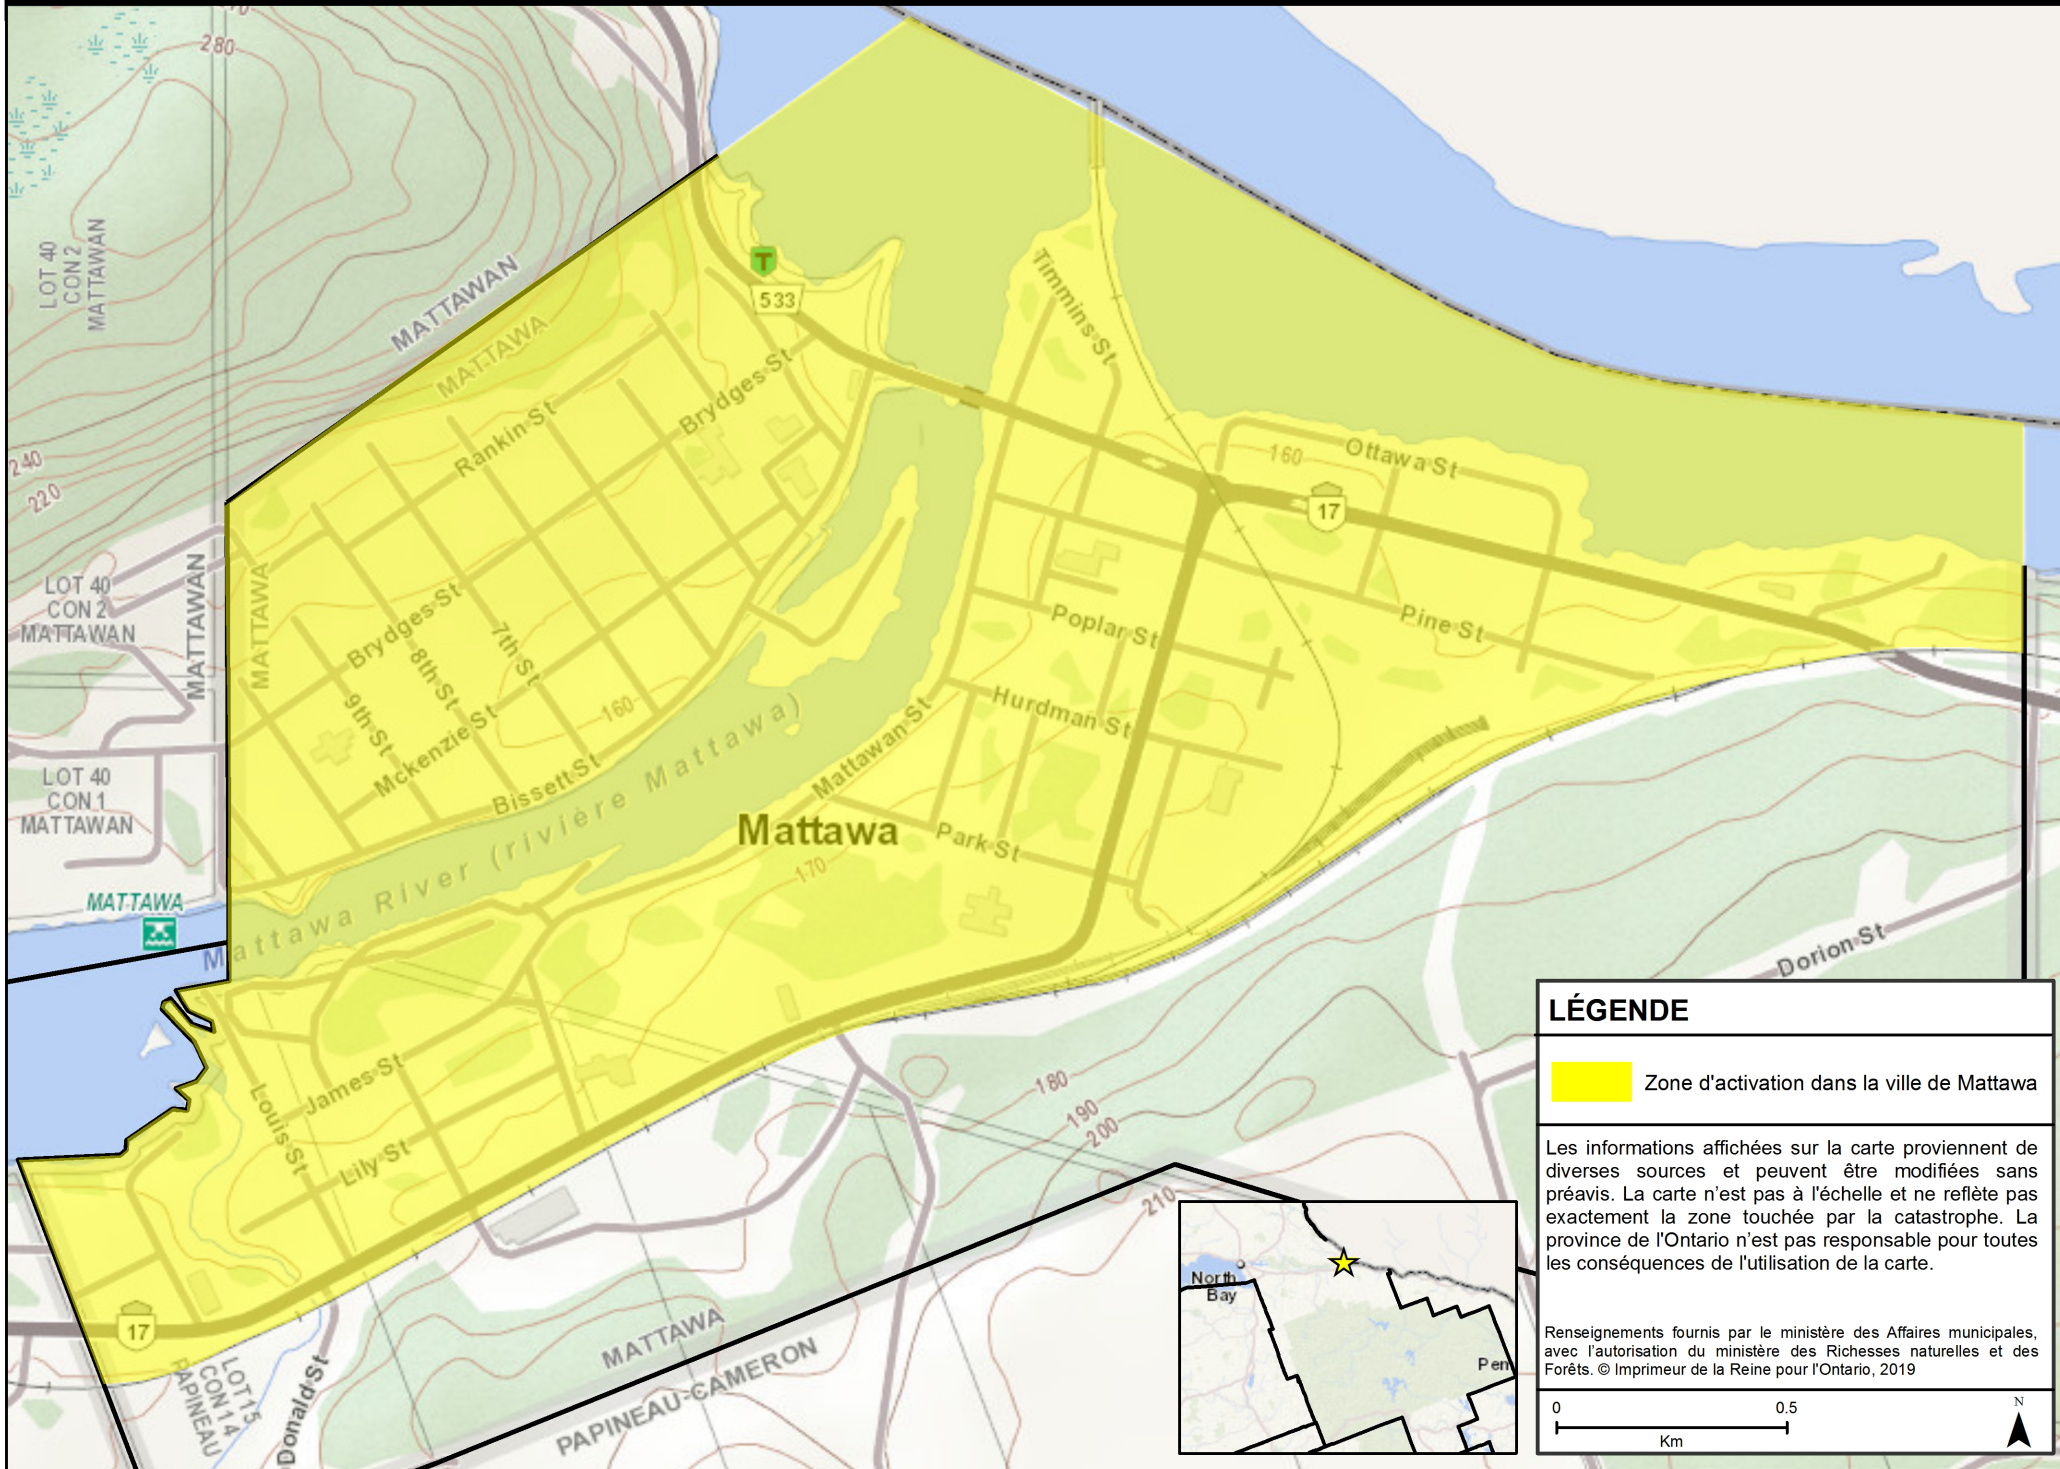 70
280
LOT 40
CON 2
MATTAWAN
MATTAWAN
MATTAWA
T
533
Timmins St
Brydges St
Rankin St
160
Ottawa St
17
240
220
LOT 40
CON 2
MATTAWAN
MATTAWAN
MATTAWA
Brydges St
7th St
8th St
9th St
Mckenzie St
160
Bissett St
Poplar St
Pine St
Hurdman St
Mattawan St
LOT 40
CON 1
MATTAWAN
Mattawa
Park St
170
MATTAWA
Mattawa River (rivière Mattawa)
Dorion St
James St
Louis St
Lily St
180
190
200
210
17
LOT 15
CON 14
PAPINEAU
Donald St
MATTAWA
PAPINEAU-CAMERON
North
Bay
Pem
LÉGENDE
Zone d'activation dans la ville de Mattawa
Les informations affichées sur la carte proviennent de
diverses sources et peuvent être modifiées sans
préavis. La carte n’est pas à l'échelle et ne reflète pas
exactement la zone touchée par la catastrophe. La
province de l'Ontario n’est pas responsable pour toutes
les conséquences de l'utilisation de la carte.
Renseignements fournis par le ministère des Affaires municipales,
avec l’autorisation du ministère des Richesses naturelles et des
Forêts. © Imprimeur de la Reine pour l'Ontario, 2019
0 0.5
Km
N